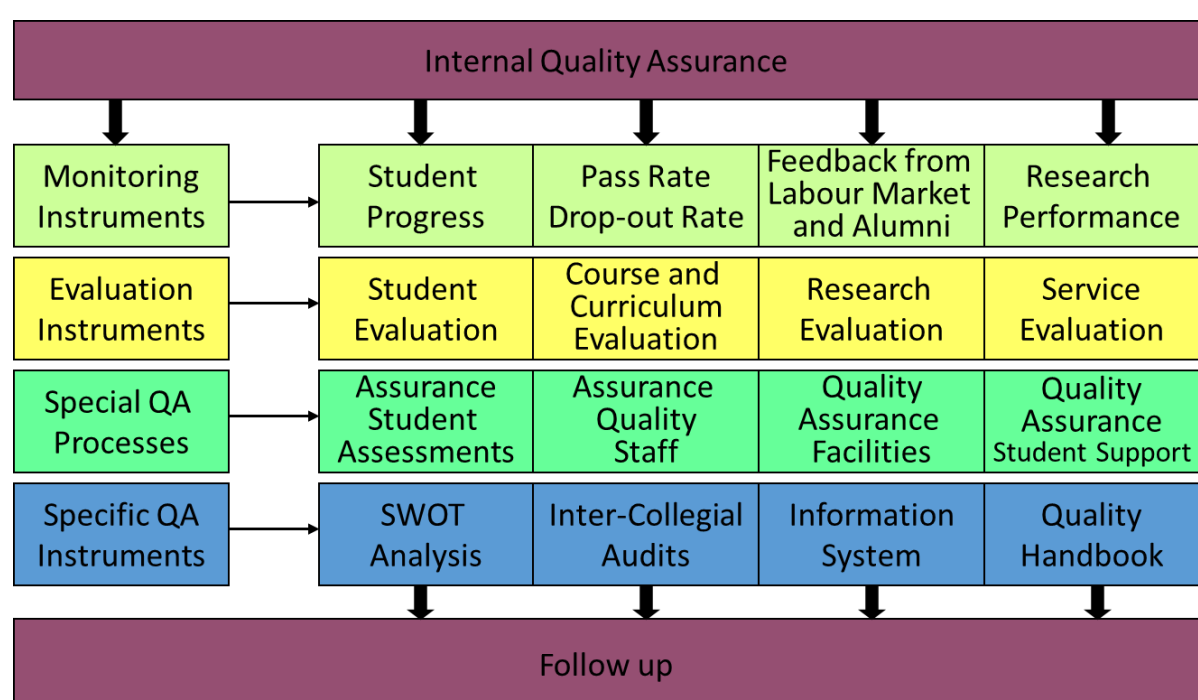 Internal Quality Assurance
Monitoring
Instruments
Student
Progress
Pass Rate
Drop-out Rate
Feedback from
Labour Market
and Alumni
Research
Performance
Evaluation
Instruments
Student
Evaluation
Course and
Curriculum
Evaluation
Research
Evaluation
Service
Evaluation
Special QA
Processes
Assurance
Student
Assessments
Assurance
Quality
Staff
Quality
Assurance
Facilities
Quality
Assurance
Student Support
Specific QA
Instruments
SWOT
Analysis
Inter-Collegial
Audits
Information
System
Quality
Handbook
Follow up